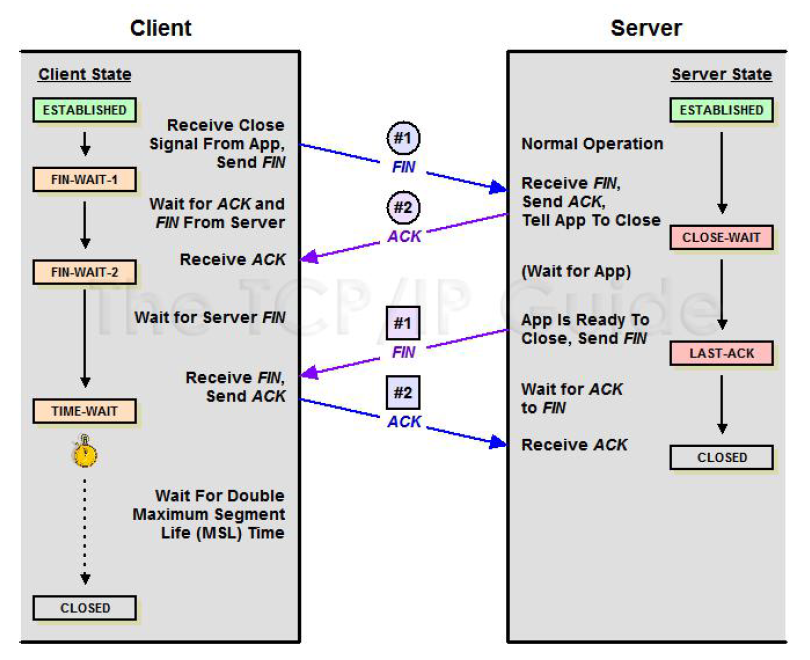 Client
Server
Client State
Server State
ESTABLISHED
ESTABLISHED
Receive Close
Signal From App,
Send FIN
#1
FIN
Normal Operation
FIN-WAIT-1
Receive FIN,
Send ACK,
Tell App To Close
Wait for ACK and
FIN From Server
#2
ACK
CLOSE-WAIT
Receive ACK
FIN-WAIT-2
(Wait for App)
The TCP/IP Guide
Wait for Server FIN
#1
FIN
App Is Ready To
Close, Send FIN
LAST-ACK
Receive FIN,
Send ACK
#2
ACK
Wait for ACK
to FIN
TIME-WAIT
Receive ACK
CLOSED
Wait For Double
Maximum Segment
Life (MSL) Time
CLOSED